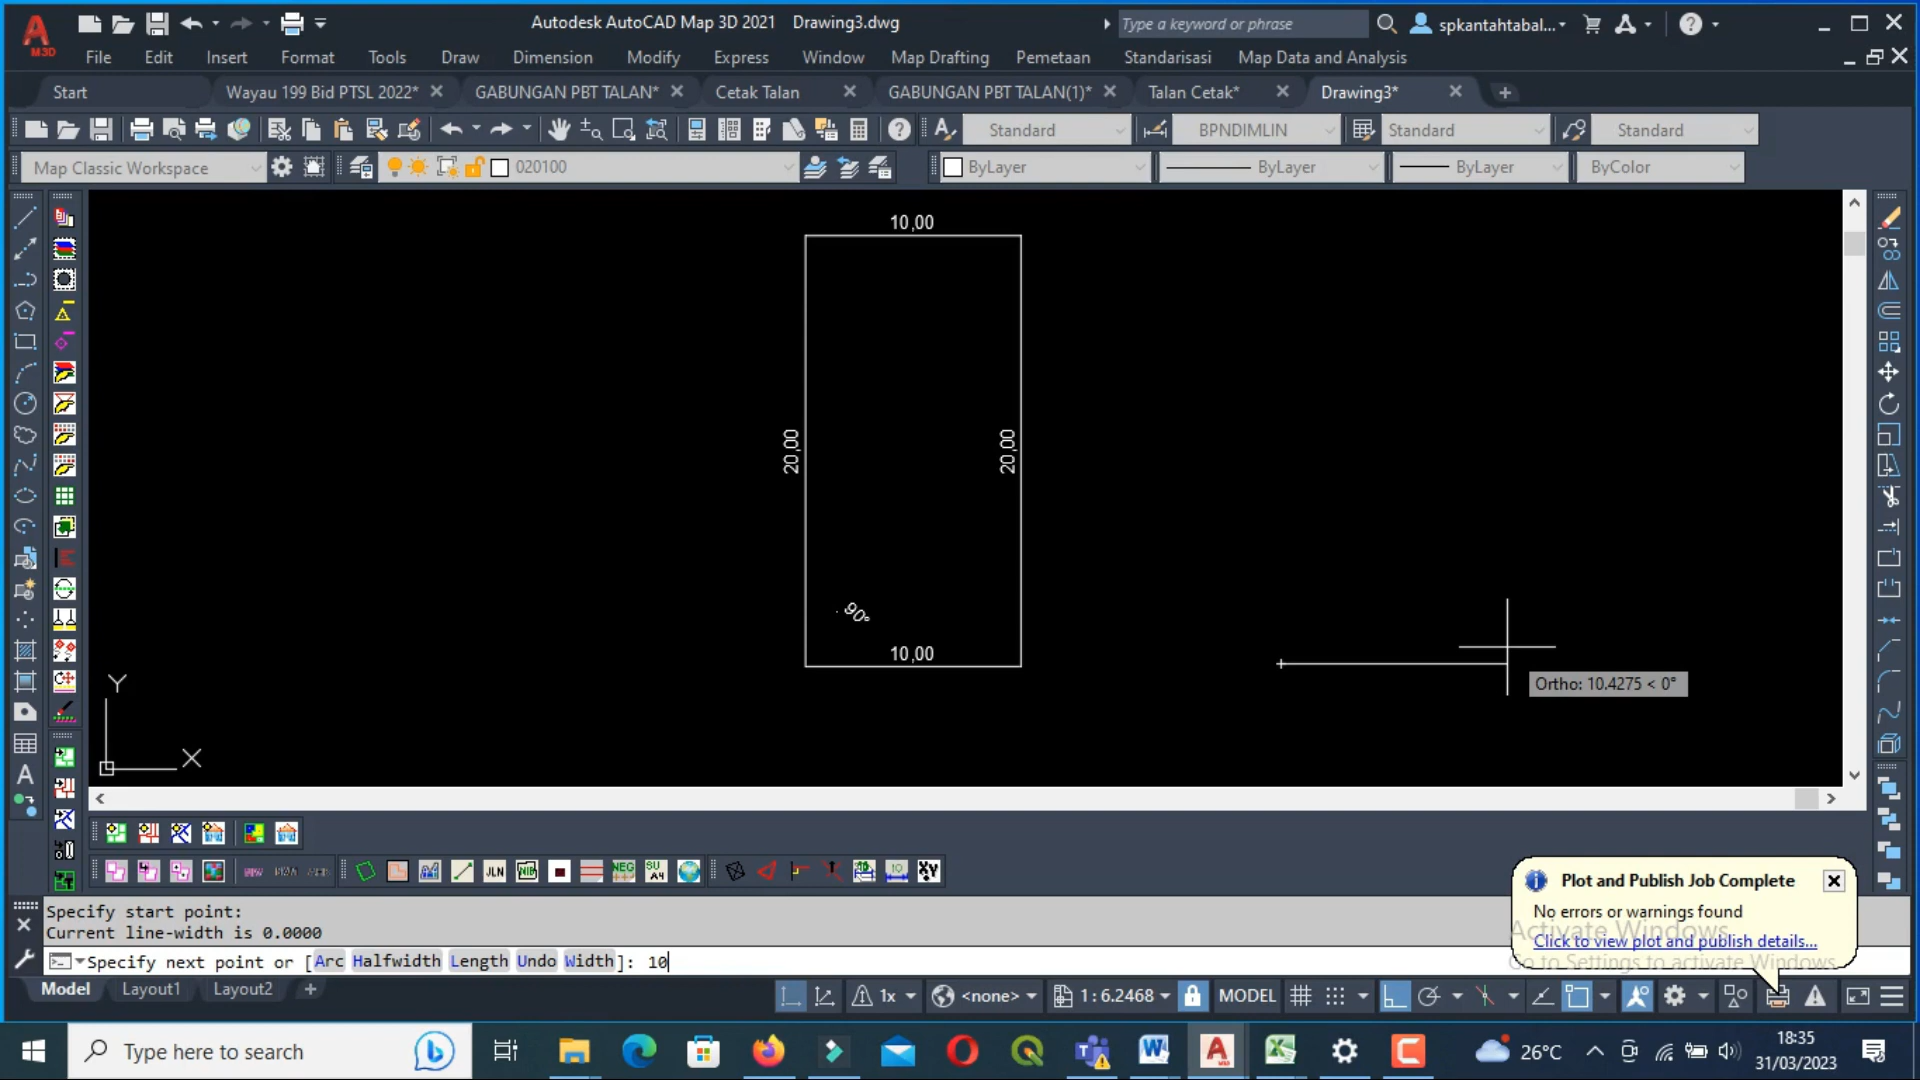 M3D
Autodesk AutoCAD Map 3D 2021 Drawing3.dwg
Type a keyword or phrase
spkantahtabal...
File Edit Insert Format Tools Draw Dimension Modify Express Window Map Drafting Pemetaan Standarisasi Map Data and Analysis
Start Wayau 199 Bid PTSL 2022* GABUNGAN PBT TALAN* Cetak Talan GABUNGAN PBT TALAN(1)* Talan Cetak* Drawing3*
Standard BPNDIMLIN Standard Standard
Map Classic Workspace 020100 ByLayer ByLayer ByLayer ByColor
10,00
20,00
20,00
90°
10,00
Ortho: 10.4275 < 0°
Y
X
JLN NIB NEG SU A4 XY
Plot and Publish Job Complete
No errors or warnings found
Click to view plot and publish details...
Activate Windows
Go to Settings to activate Windows.
Specify start point:
Current line-width is 0.0000
Specify next point or [Arc Halfwidth Length Undo Width]: 10
Model Layout1 Layout2
1x <none> 1 : 6.2468 MODEL
Type here to search
26°C
18:35
31/03/2023